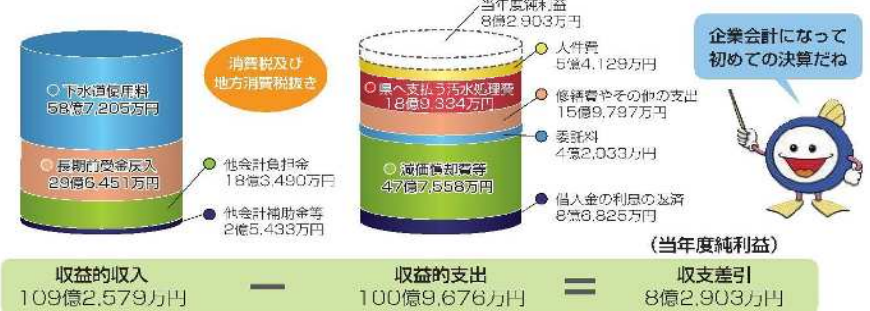 当年度純利益
8億2,903万円
消費税及び
地方消費税抜き
企業会計になって
初めての決算だね
人件費
5億4,129万円
下水道使用料
58億7,205万円
県へ支払う汚水処理費
18億9,334万円
修繕費やその他の支出
15億9,797万円
委託料
4億2,033万円
長期前受金戻入
29億6,451万円
他会計負担金
18億3,490万円
減価償却費等
47億7,558万円
他会計補助金等
2億5,433万円
借入金の利息の返済
8億6,825万円
(当年度純利益)
収益的収入
109億2,579万円
ー
収益的支出
100億9,676万円
＝
収支差引
8億2,903万円